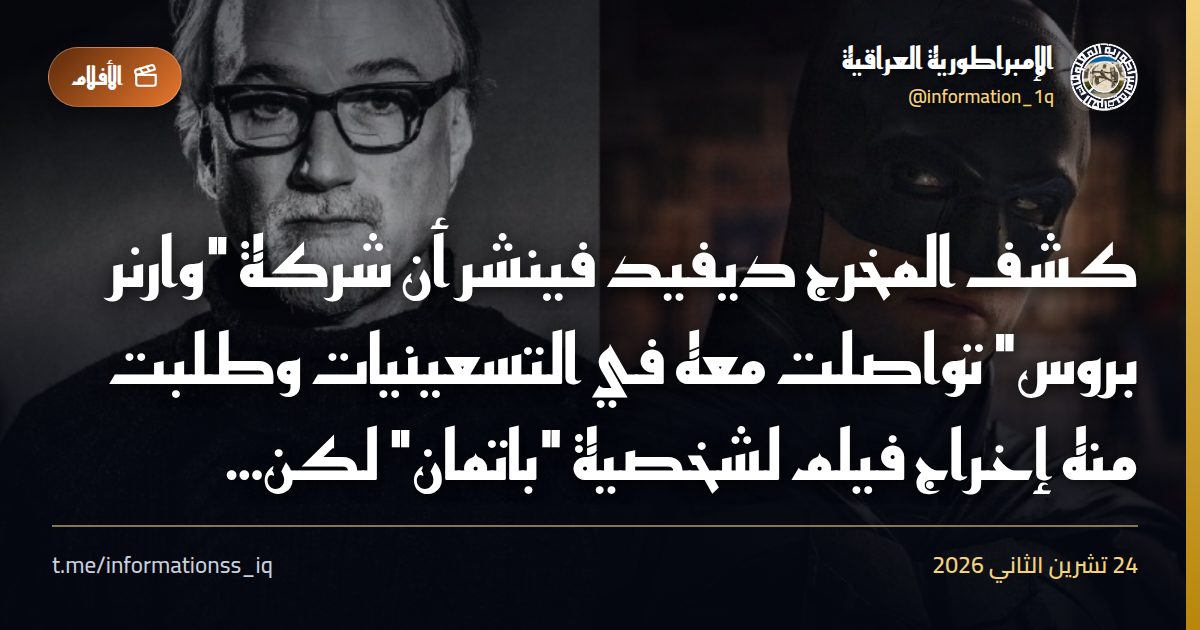 الإمبراطورية العراقية
@information_1q
الأفلام
كشف المخرج ديفيد فينشر أن شركة "وارنر
بروس" تواصلت معه في التسعينيات وطلبت
منه إخراج فيلم لشخصية "باتمان" لكن...
24 تشرين الثاني 2026
t.me/informationss_iq